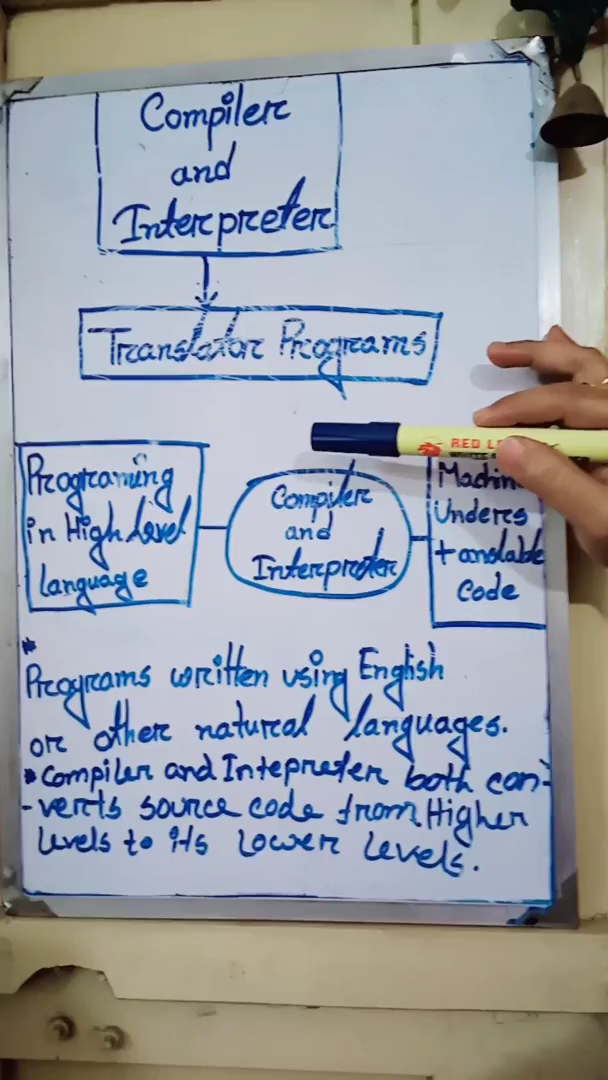 Compiler
and
Interpreter
Translator Programs
Programing
in High Level
Language
Compiler
and
Interpreter
Machin
Unders
tandable
Code
RED
Programs written using English
or other natural languages.
* Compiler and Intepreter both con-
-verts source code from Higher
Levels to its Lower Levels.